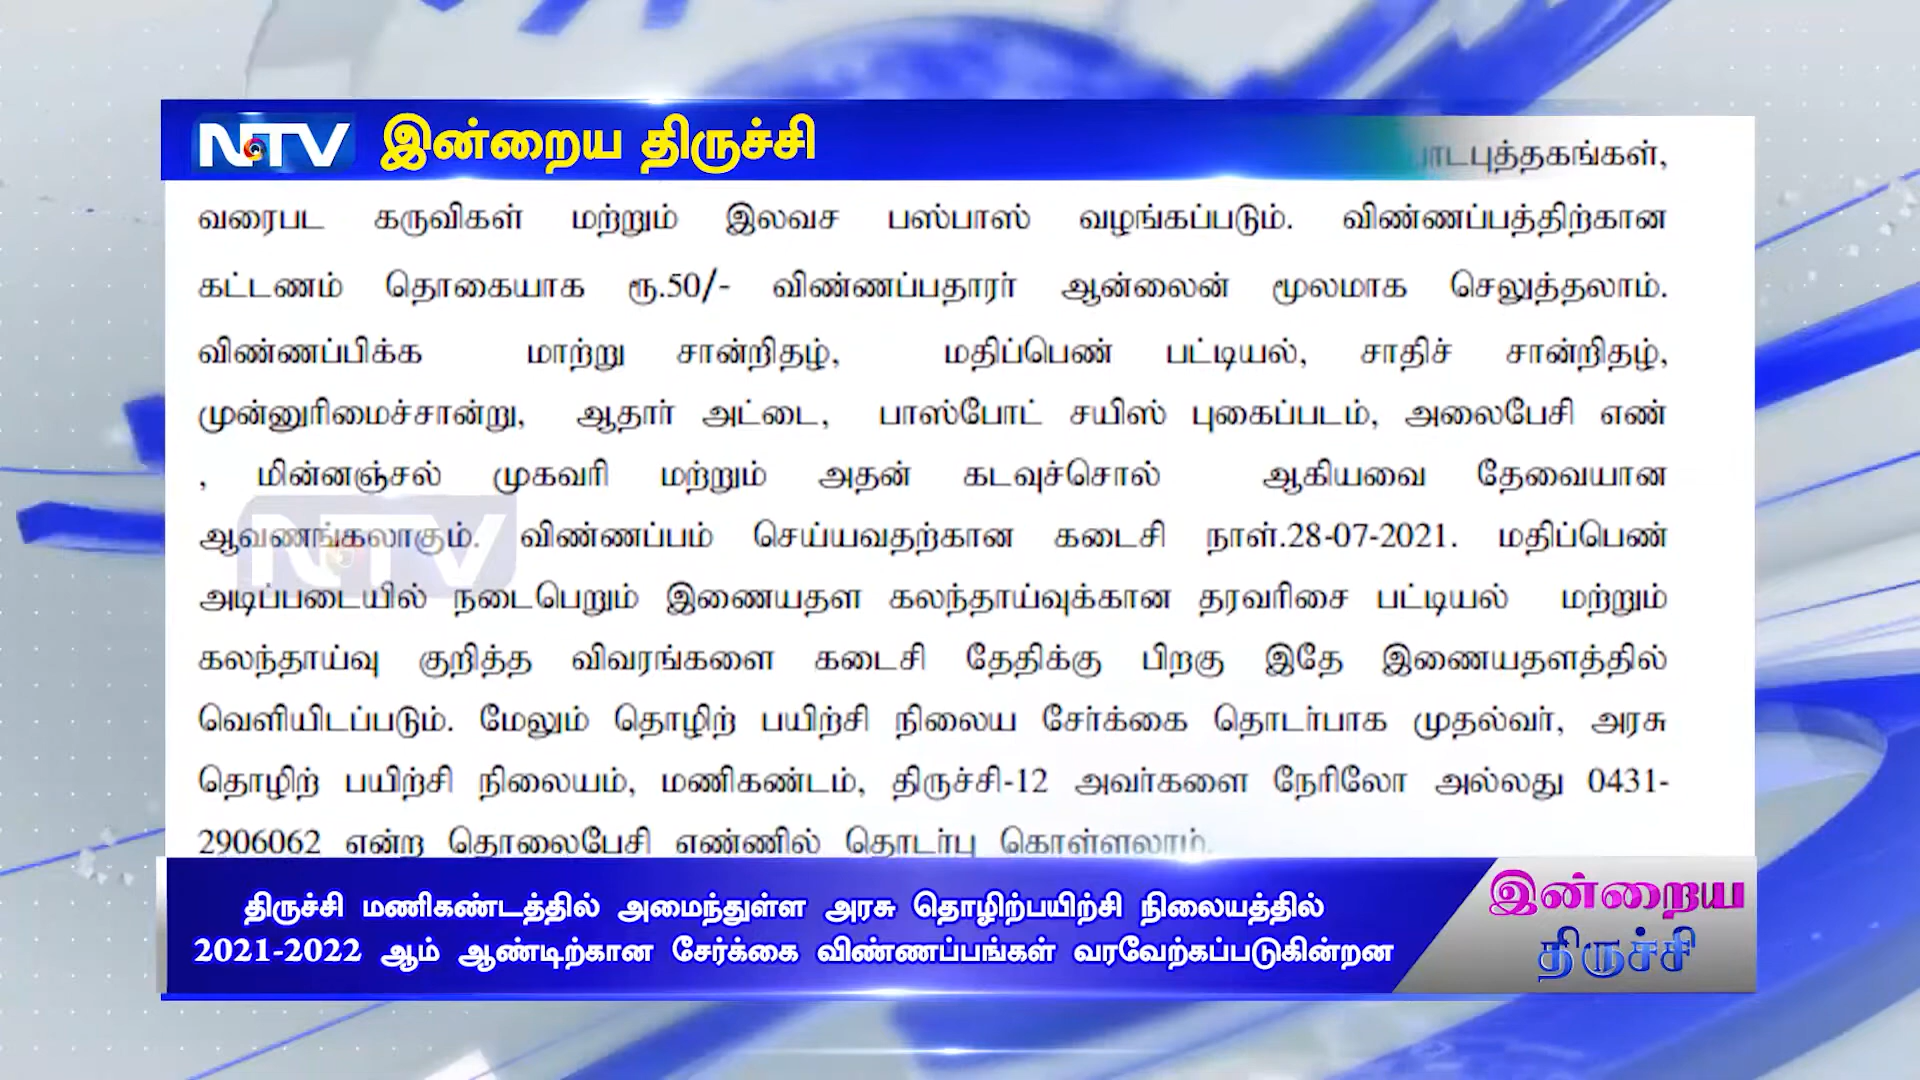 NTV இன்றைய திருச்சி
பாடபுத்தகங்கள்,
வரைபட கருவிகள் மற்றும் இலவச பஸ்பாஸ் வழங்கப்படும். விண்ணப்பத்திற்கான
கட்டணம் தொகையாக ரூ.50/- விண்ணப்பதாரர் ஆன்லைன் மூலமாக செலுத்தலாம்.
விண்ணப்பிக்க மாற்று சான்றிதழ், மதிப்பெண் பட்டியல், சாதிச் சான்றிதழ்,
முன்னுரிமைச்சான்று, ஆதார் அட்டை, பாஸ்போட் சயிஸ் புகைப்படம், அலைபேசி எண்
, மின்னஞ்சல் முகவரி மற்றும் அதன் கடவுச்சொல் ஆகியவை தேவையான
ஆவணங்கலாகும். விண்ணப்பம் செய்யவதற்கான கடைசி நாள்.28-07-2021. மதிப்பெண்
NTV
அடிப்படையில் நடைபெறும் இணையதள கலந்தாய்வுக்கான தரவரிசை பட்டியல் மற்றும்
கலந்தாய்வு குறித்த விவரங்களை கடைசி தேதிக்கு பிறகு இதே இணையதளத்தில்
வெளியிடப்படும். மேலும் தொழிற் பயிற்சி நிலைய சேர்க்கை தொடர்பாக முதல்வர், அரசு
தொழிற் பயிற்சி நிலையம், மணிகண்டம், திருச்சி-12 அவர்களை நேரிலோ அல்லது 0431-
2906062 என்ற தொலைபேசி எண்ணில் தொடர்பு கொள்ளலாம்.
திருச்சி மணிகண்டத்தில் அமைந்துள்ள அரசு தொழிற்பயிற்சி நிலையத்தில்
2021-2022 ஆம் ஆண்டிற்கான சேர்க்கை விண்ணப்பங்கள் வரவேற்கப்படுகின்றன
இன்றைய
திருச்சி